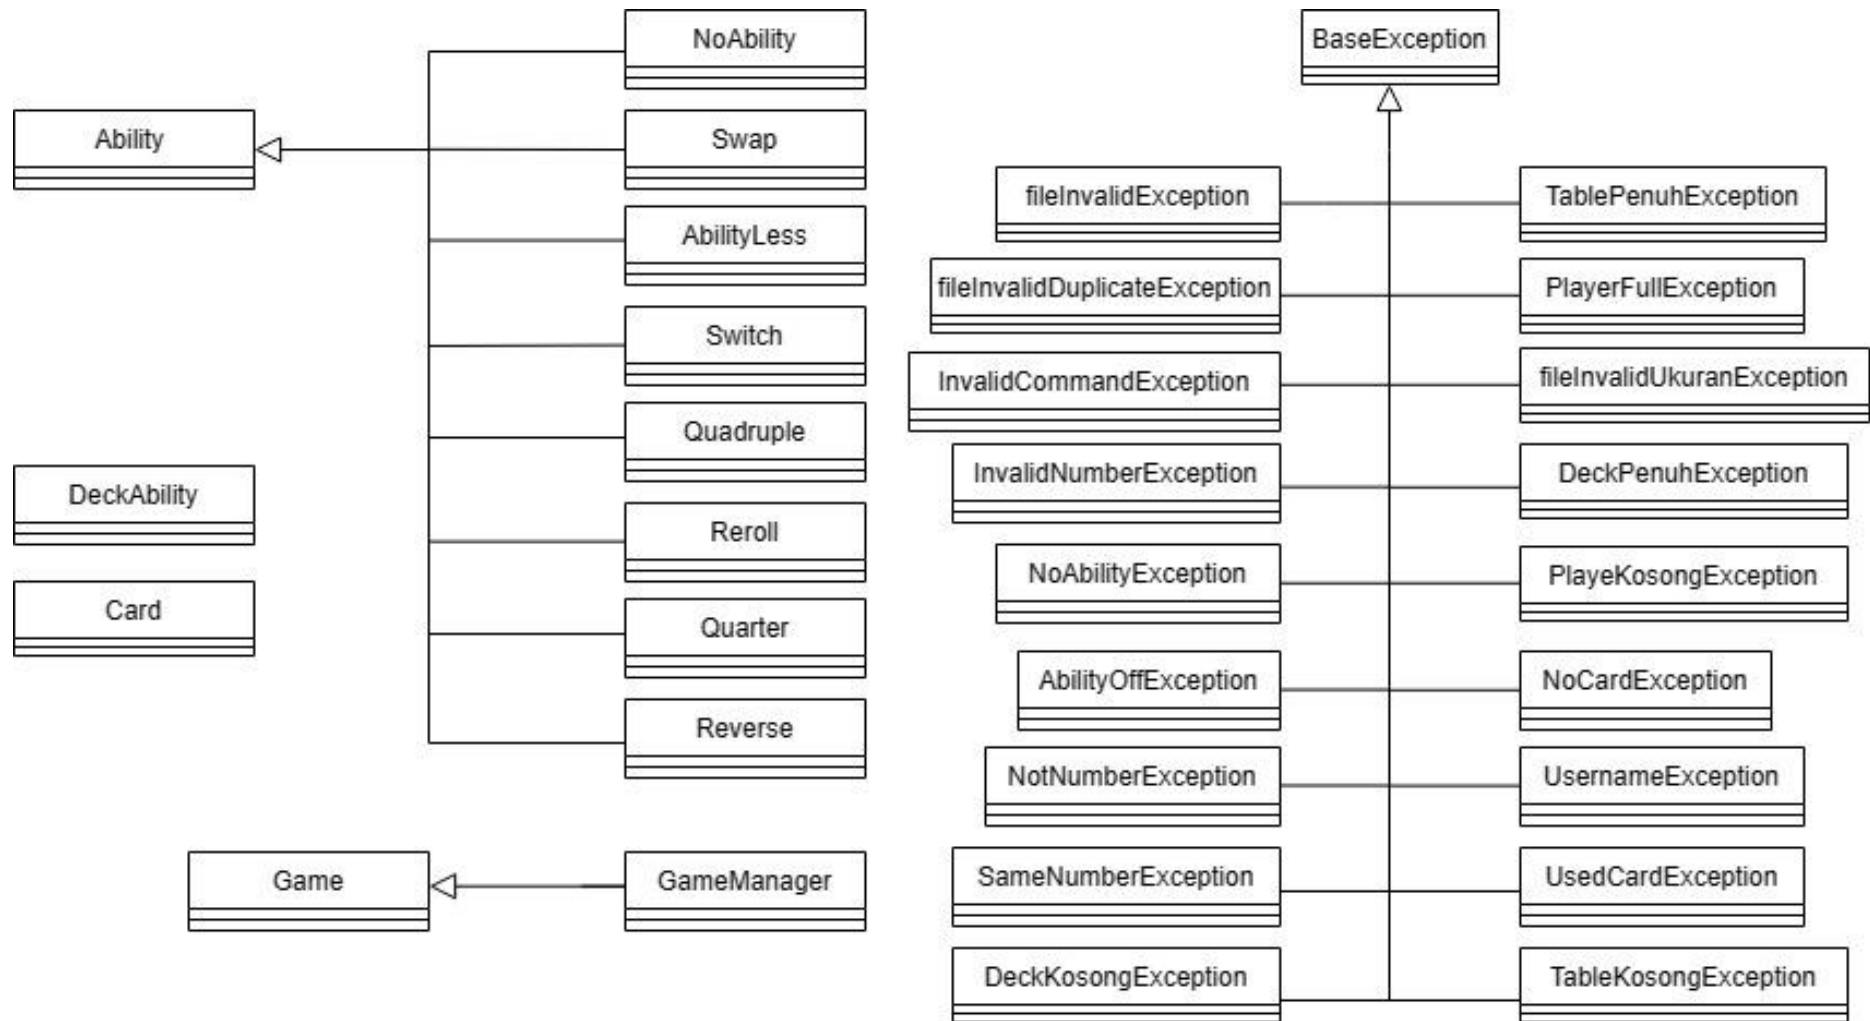 NoAbility
Ability
Swap
AbilityLess
Switch
Quadruple
DeckAbility
Reroll
Card
Quarter
Reverse
Game
GameManager
BaseException
fileInvalidException
TablePenuhException
fileInvalidDuplicateException
PlayerFullException
InvalidCommandException
fileInvalidUkuranException
InvalidNumberException
DeckPenuhException
NoAbilityException
PlayeKosongException
AbilityOffException
NoCardException
NotNumberException
UsernameException
SameNumberException
UsedCardException
DeckKosongException
TableKosongException